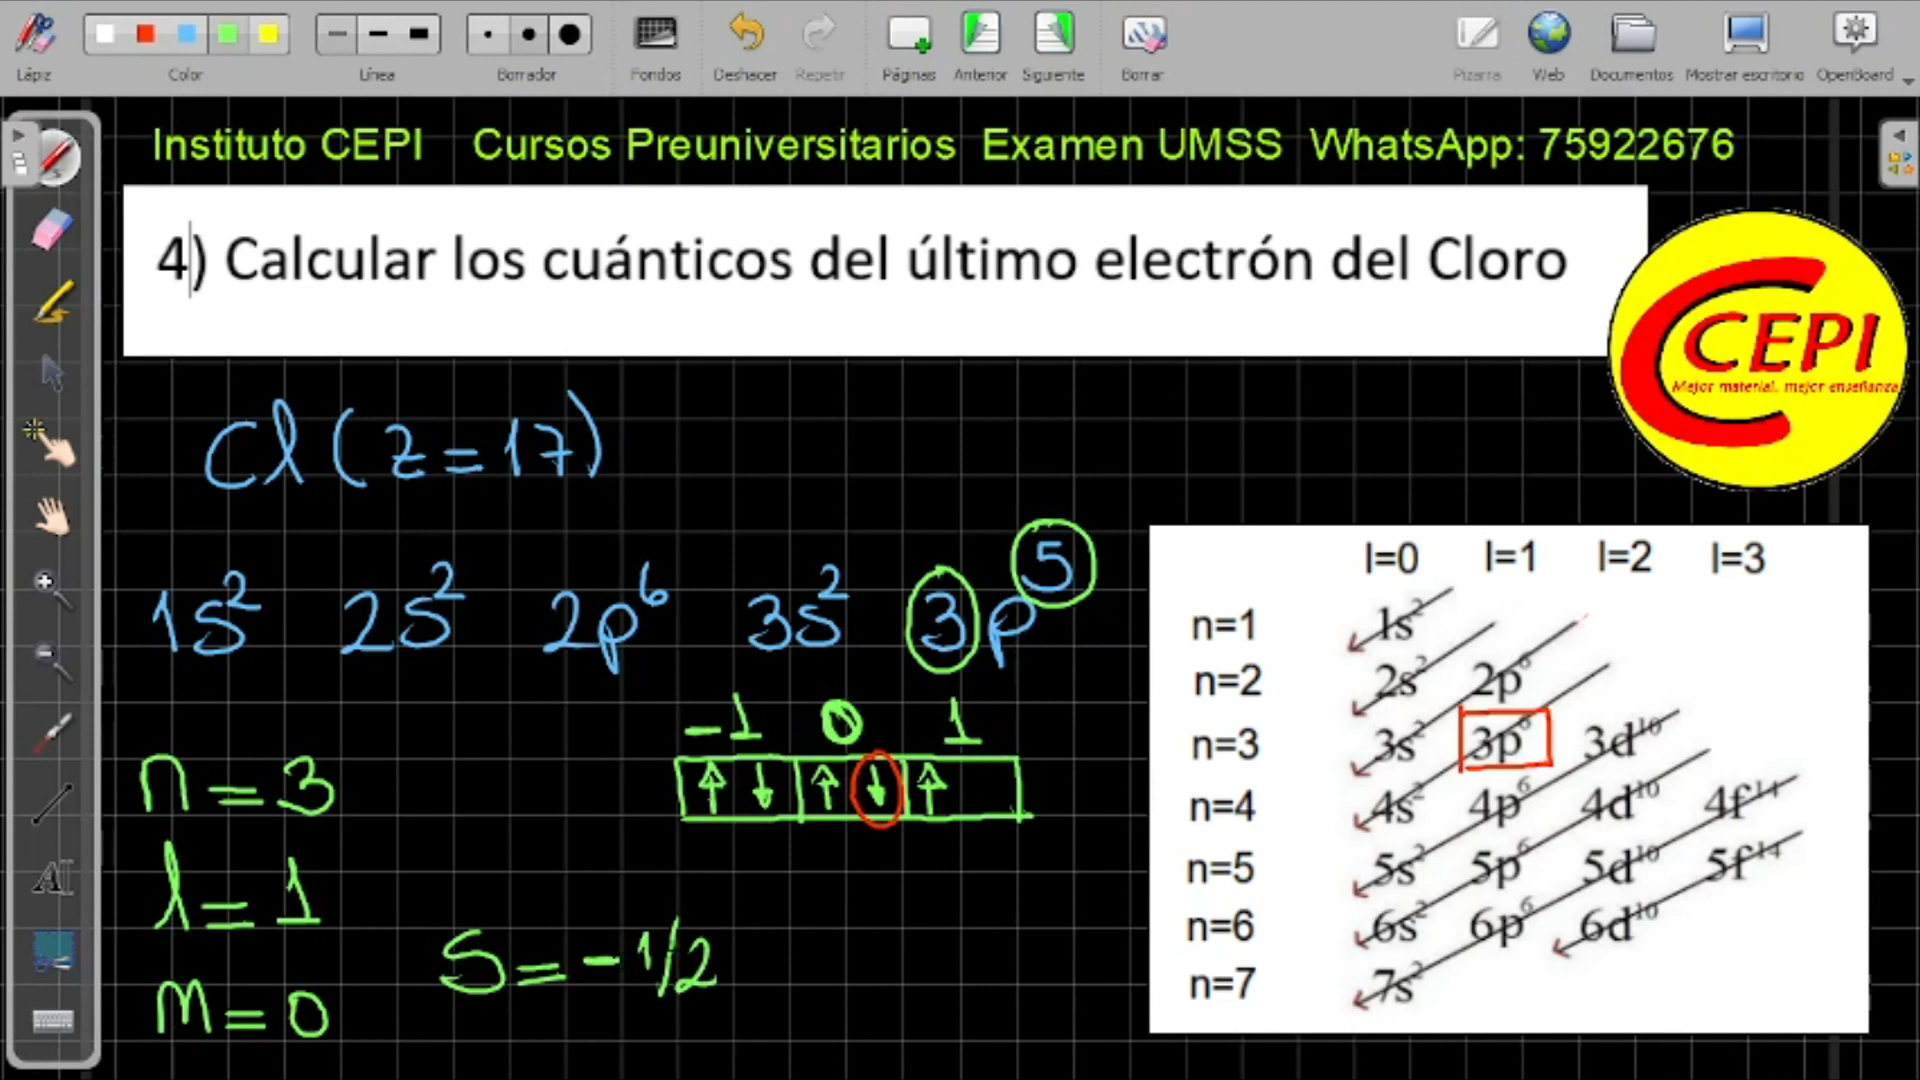 Lápiz Color Línea Borrador Fondos Deshacer Repetir Páginas Anterior Siguiente Borrar Pizarra Web Documentos Mostrar escritorio OpenBoard
Instituto CEPI Cursos Preuniversitarios Examen UMSS WhatsApp: 75922676
4) Calcular los cuánticos del último electrón del Cloro
CEPI
Mejor material, mejor enseñanza
Cl (z=17)
1s² 2s² 2p⁶ 3s² 3p⁵
-1 0 1
↑ ↓ ↑ ↓ ↑
n = 3
l = 1
m = 0
S = -1/2
l=0 l=1 l=2 l=3
n=1 1s²
n=2 2s² 2p⁶
n=3 3s² 3p⁶ 3d¹⁰
n=4 4s² 4p⁶ 4d¹⁰ 4f¹⁴
n=5 5s² 5p⁶ 5d¹⁰ 5f¹⁴
n=6 6s² 6p⁶ 6d¹⁰
n=7 7s²